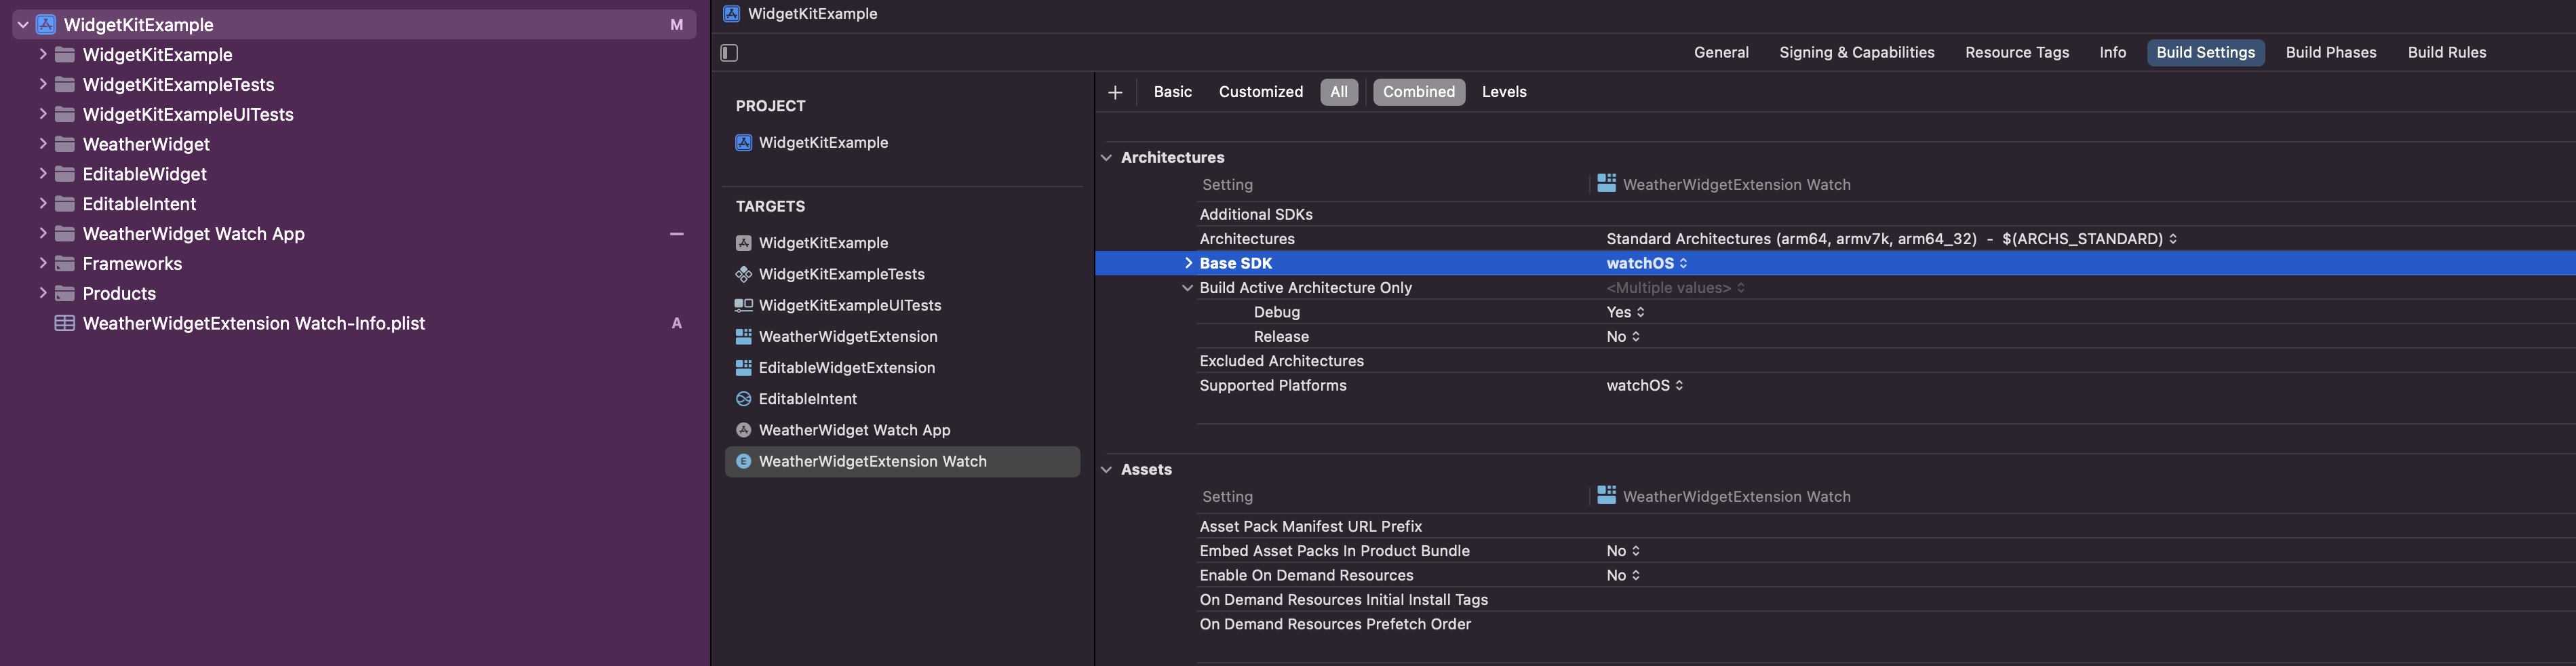 WidgetKitExample
M
WidgetKitExample
WidgetKitExampleTests
WidgetKitExampleUITests
WeatherWidget
EditableWidget
EditableIntent
WeatherWidget Watch App
Frameworks
Products
WeatherWidgetExtension Watch-Info.plist
A
WidgetKitExample
General Signing & Capabilities Resource Tags Info Build Settings Build Phases Build Rules
PROJECT
WidgetKitExample
TARGETS
WidgetKitExample
WidgetKitExampleTests
WidgetKitExampleUITests
WeatherWidgetExtension
EditableWidgetExtension
EditableIntent
WeatherWidget Watch App
E WeatherWidgetExtension Watch
+ Basic Customized All Combined Levels
Architectures
Setting WeatherWidgetExtension Watch
Additional SDKs
Architectures Standard Architectures (arm64, armv7k, arm64_32) - $(ARCHS_STANDARD)
Base SDK watchOS
Build Active Architecture Only <Multiple values>
Debug Yes
Release No
Excluded Architectures
Supported Platforms watchOS
Assets
Setting WeatherWidgetExtension Watch
Asset Pack Manifest URL Prefix
Embed Asset Packs In Product Bundle No
Enable On Demand Resources No
On Demand Resources Initial Install Tags
On Demand Resources Prefetch Order